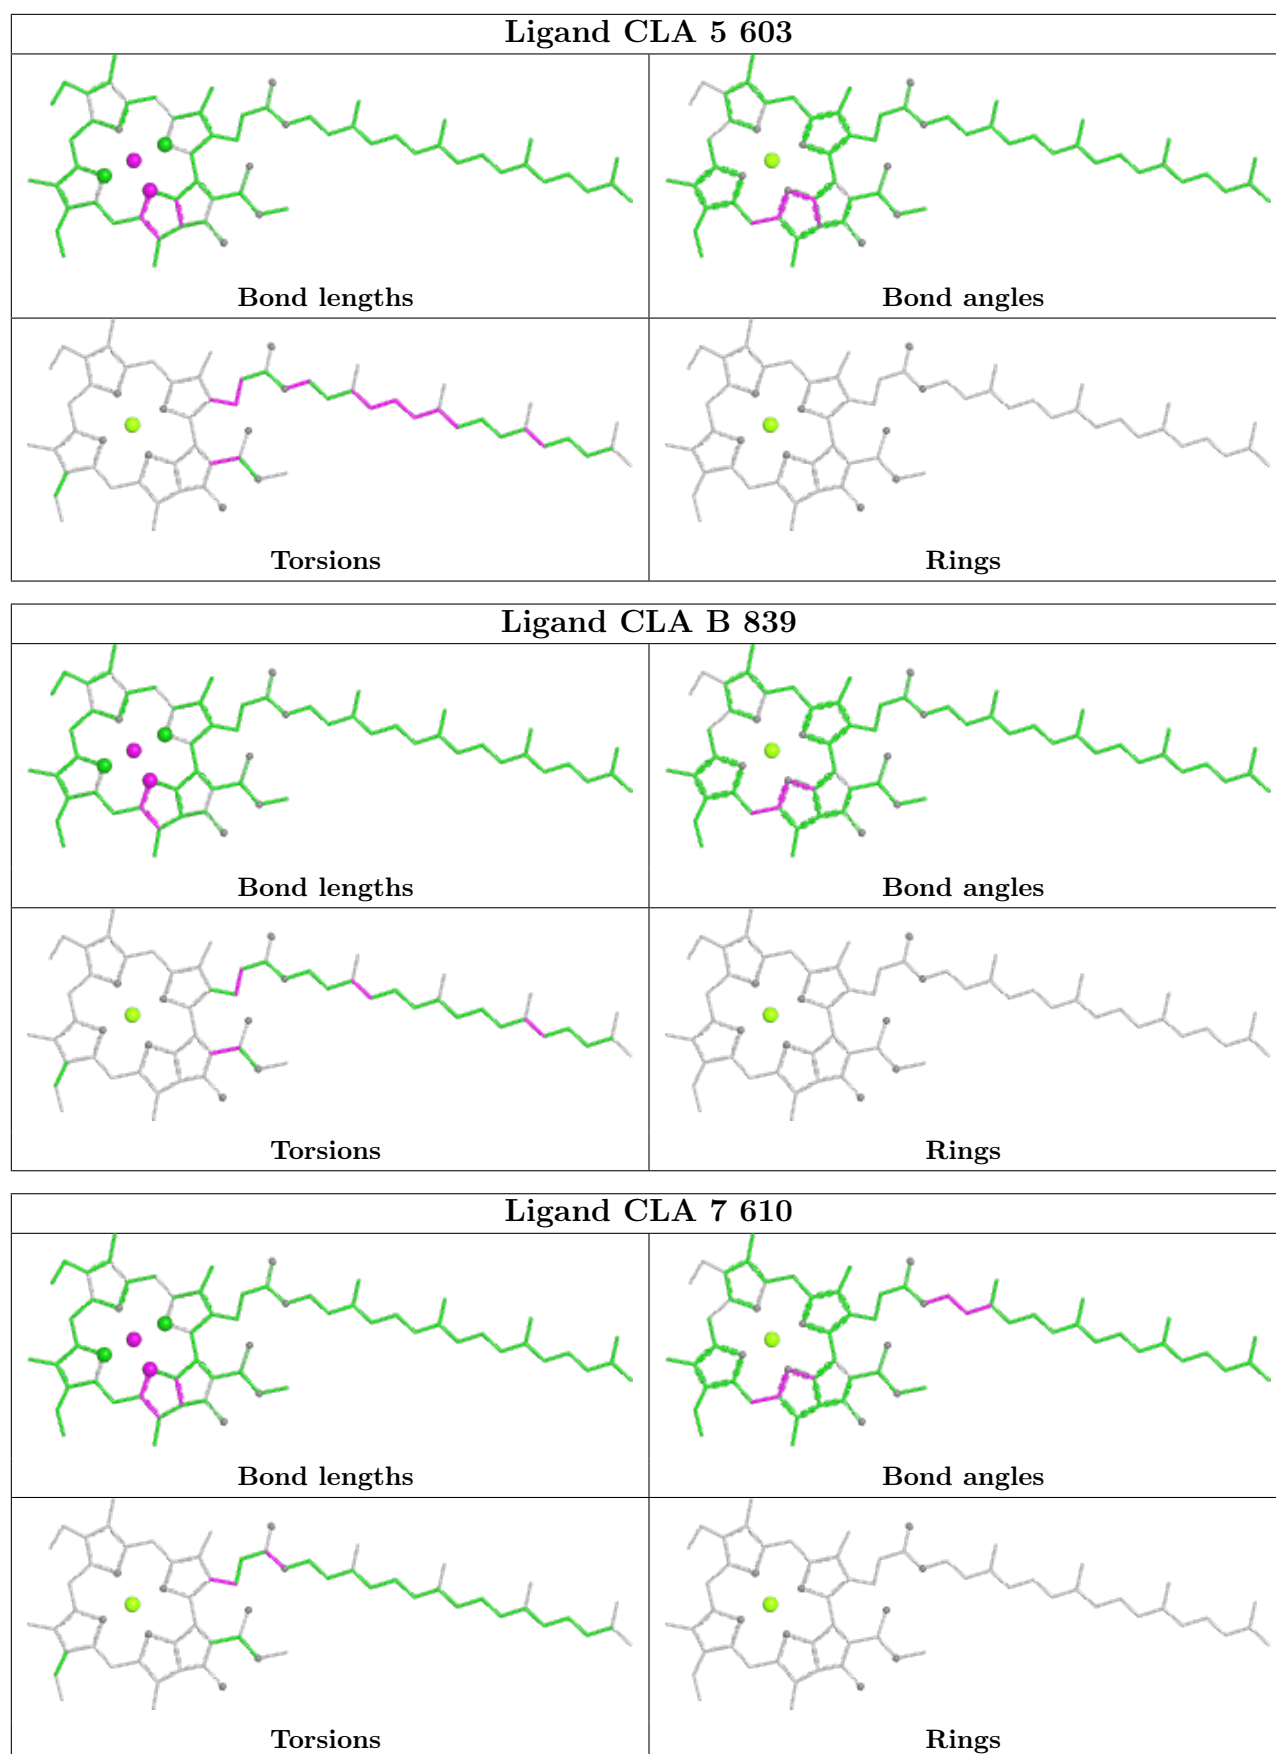 Ligand CLA 5 603
Bond lengths
Bond angles
Torsions
Rings
Ligand CLA B 839
Bond lengths
Bond angles
Torsions
Rings
Ligand CLA 7 610
Bond lengths
Bond angles
Torsions
Rings